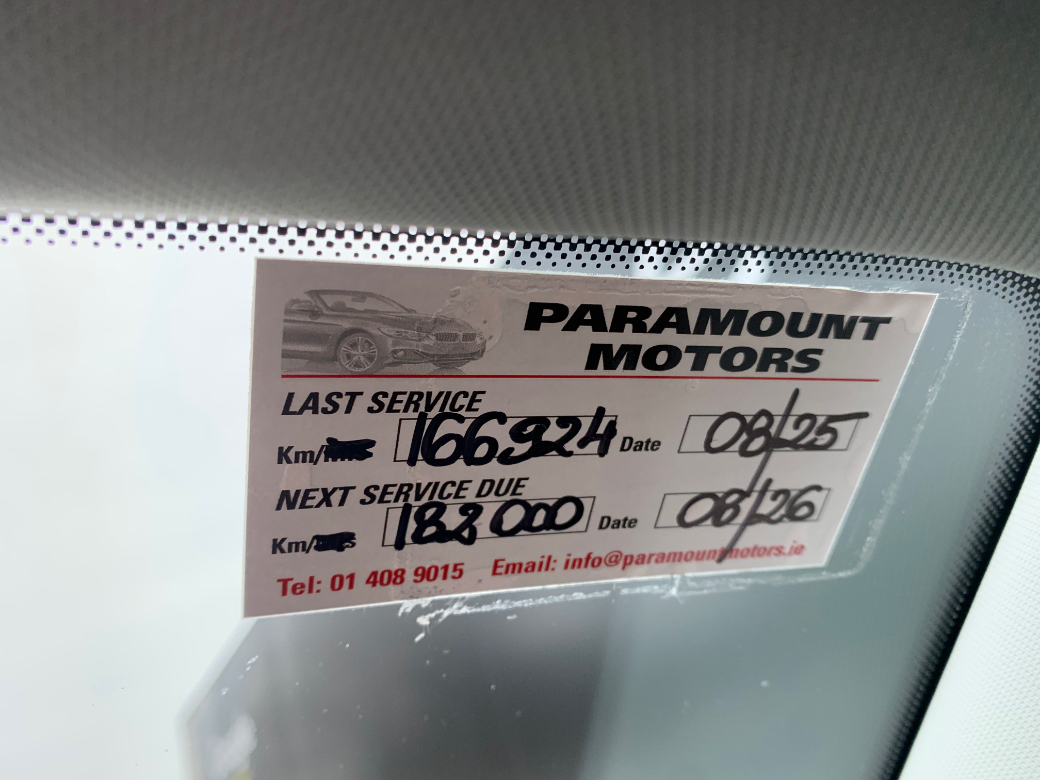 PARAMOUNT
MOTORS
LAST SERVICE
Km/ 166924 Date 08/25
NEXT SERVICE DUE
Km/ 182000 Date 08/26
Tel: 01 408 9015 Email: info@paramountmotors.ie